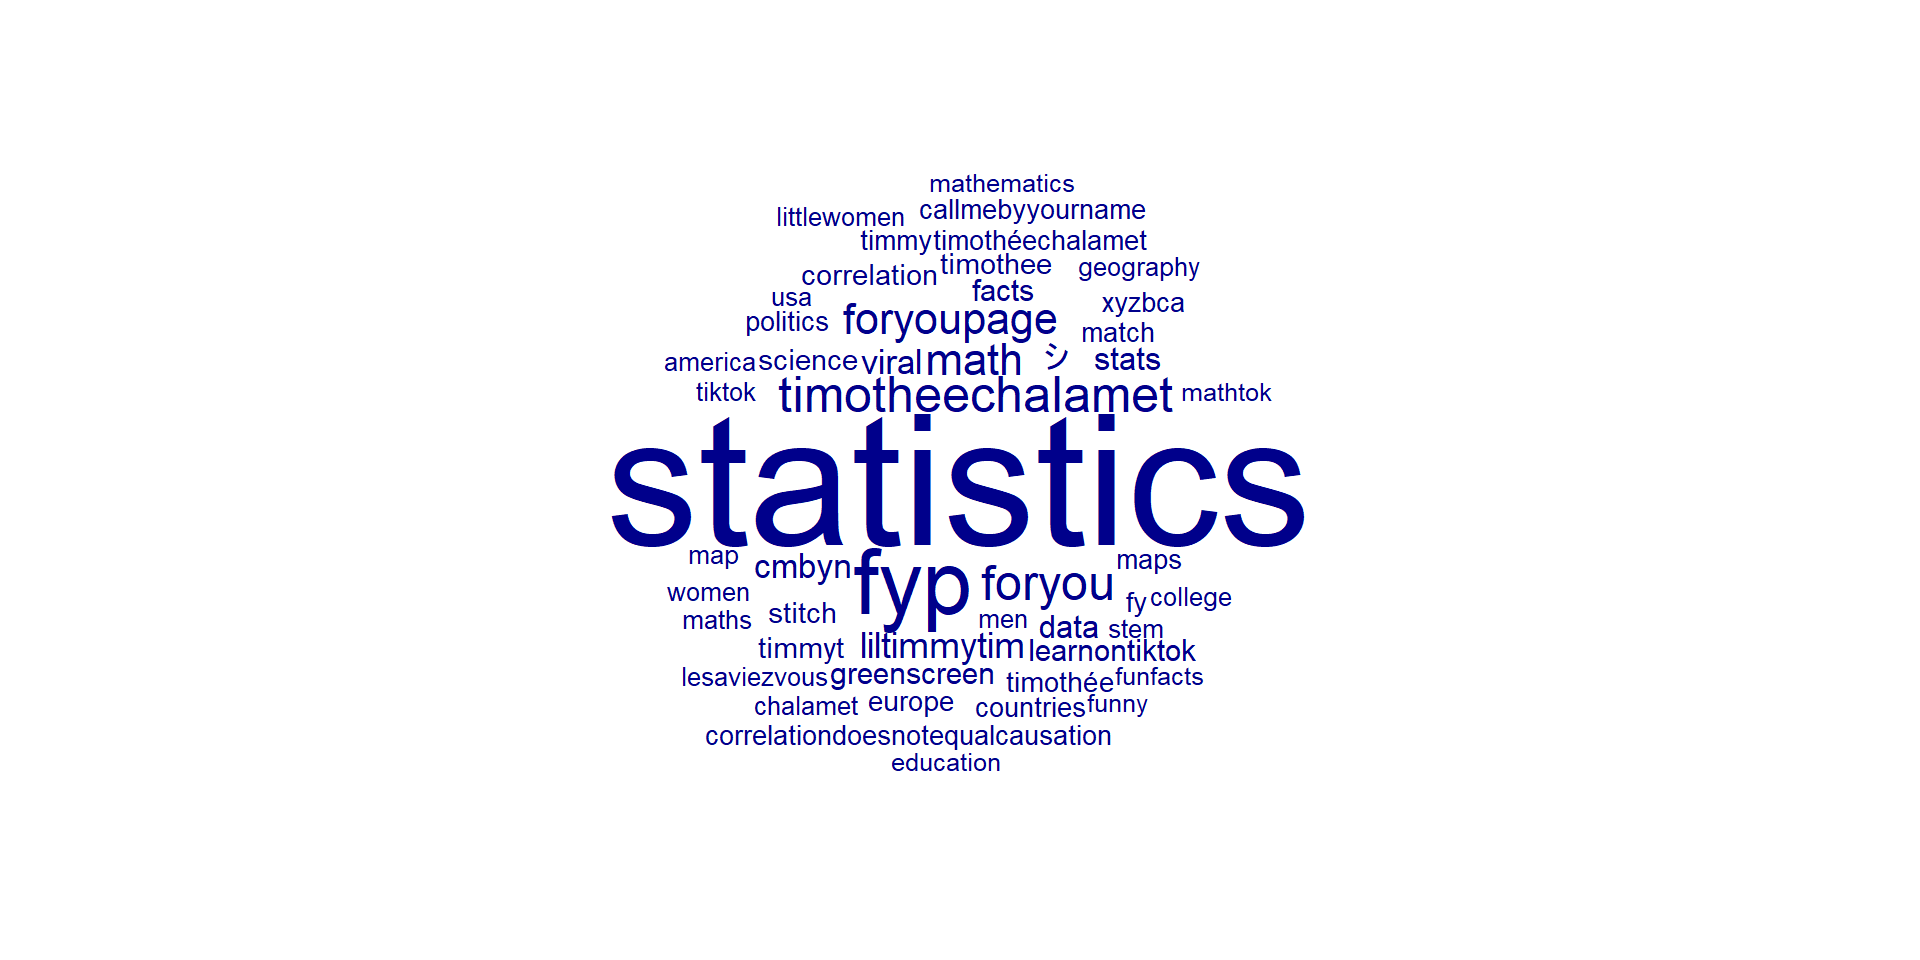 mathematics
littlewomen callmebyyourname
timmy timothéechalamet
correlation timothee geography
usa facts xyzbca
politics foryoupage match
america science viral math シ stats
tiktok timotheechalamet mathtok
statistics
map cmbyn fyp foryou maps
women stitch fy college
maths men data stem
timmyt liltimmytim learnontiktok
lesaviezvous greenscreen timothée funfacts
chalamet europe countries funny
correlationdoesnotequalcausation
education